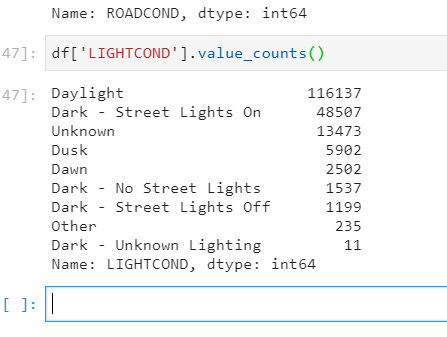 Name: ROADCOND, dtype: int64
47]: df['LIGHTCOND'].value_counts()
47]: Daylight 116137
Dark - Street Lights On 48507
Unknown 13473
Dusk 5902
Dawn 2502
Dark - No Street Lights 1537
Dark - Street Lights Off 1199
Other 235
Dark - Unknown Lighting 11
Name: LIGHTCOND, dtype: int64
[ ]: